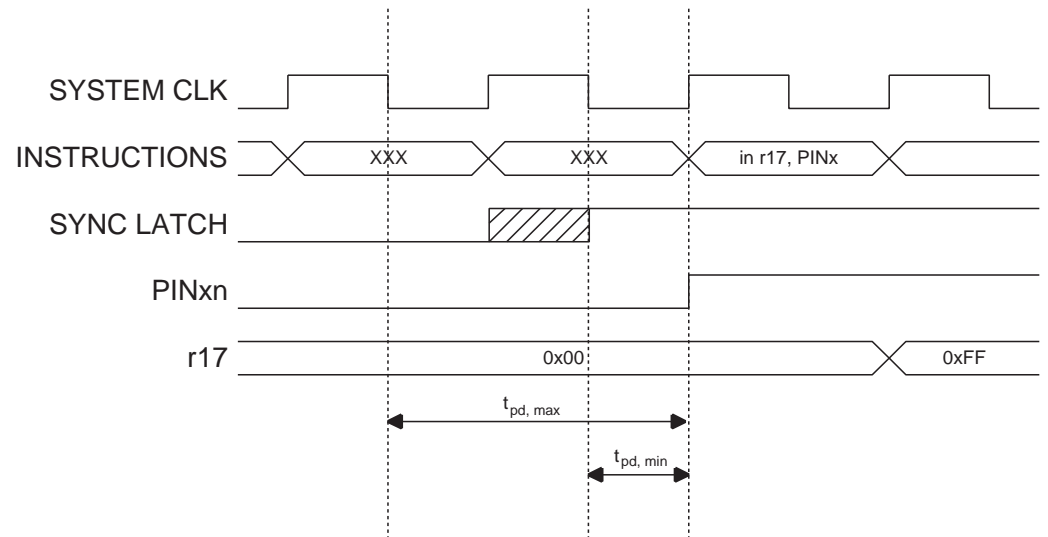 SYSTEM CLK
INSTRUCTIONS XXX XXX in r17, PINx
SYNC LATCH
PINxn
r17 0x00 0xFF
tpd, max
tpd, min